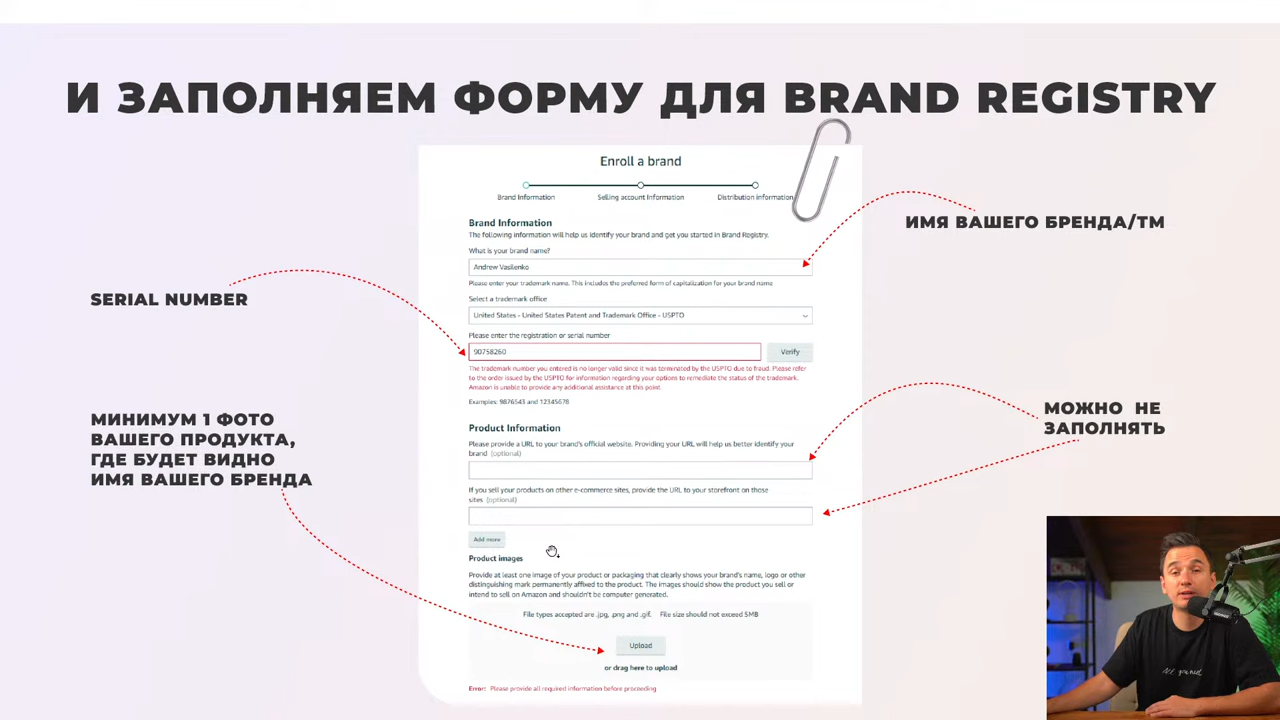 И ЗАПОЛНЯЕМ ФОРМУ ДЛЯ BRAND REGISTRY
Enroll a brand
Brand Information
Selling account Information
Distribution Information
Brand Information
The following information will help us identify your brand and get you started in Brand Registry.
What is your brand name?
Andrew Vasilenko
Please enter your trademark name. This includes the preferred form of capitalization for your brand name
Select a trademark office
United States - United States Patent and Trademark Office - USPTO
Please enter the registration or serial number
90758260
Verify
The trademark number you entered is no longer valid since it was terminated by the USPTO due to fraud. Please refer
to the order issued by the USPTO for information regarding your options to remediate the status of the trademark.
Amazon is unable to provide any additional assistance at this point.
Examples: 9876543 and 12345678
Product Information
Please provide a URL to your brand's official website. Providing your URL will help us better identify your
brand (optional)
If you sell your products on other e-commerce sites, provide the URL to your storefront on those
sites (optional)
Add more
Product images
Provide at least one image of your product or packaging that clearly shows your brand's name, logo or other
distinguishing mark permanently affixed to the product. The images should show the product you sell or
intend to sell on Amazon and shouldn't be computer generated.
File types accepted are .jpg, .png and .gif. File size should not exceed 5MB
Upload
or drag here to upload
Error: Please provide all required information before proceeding
SERIAL NUMBER
МИНИМУМ 1 ФОТО
ВАШЕГО ПРОДУКТА,
ГДЕ БУДЕТ ВИДНО
ИМЯ ВАШЕГО БРЕНДА
ИМЯ ВАШЕГО БРЕНДА/ТМ
МОЖНО НЕ
ЗАПОЛНЯТЬ